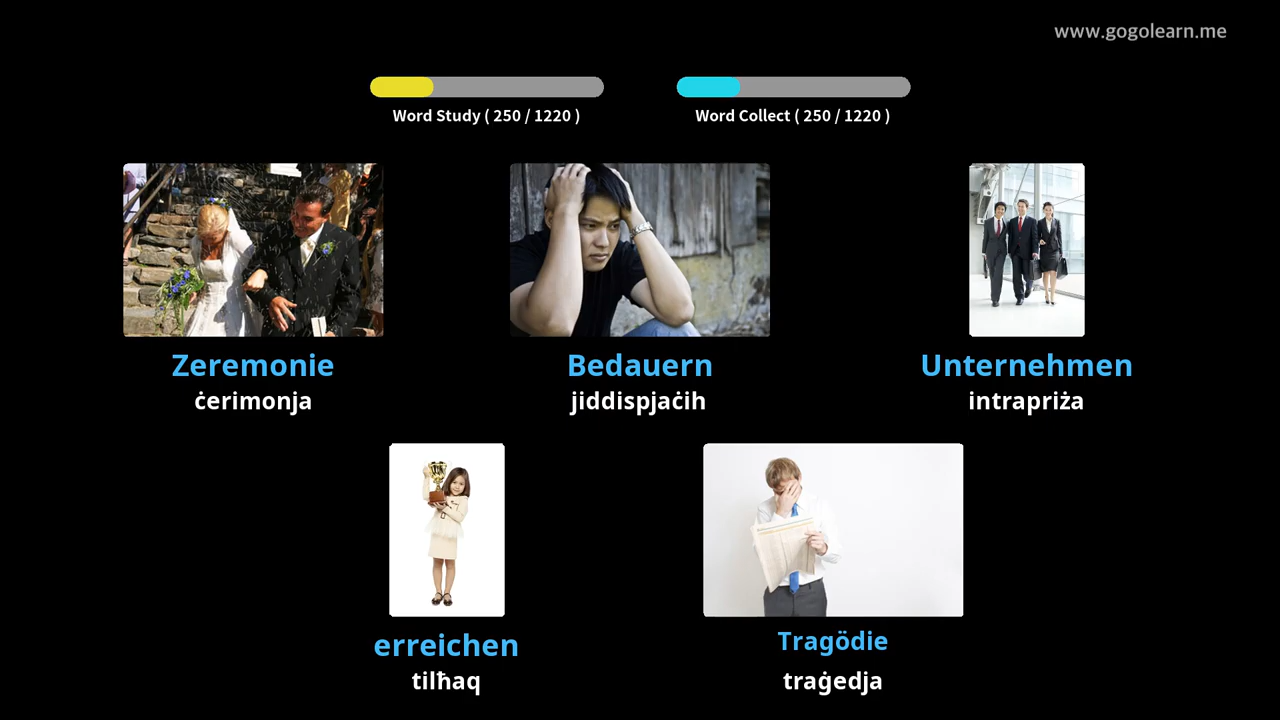 www.gogolearn.me
Word Study ( 250 / 1220 )
Word Collect ( 250 / 1220 )
Zeremonie
ċerimonja
Bedauern
jiddispjaċih
Unternehmen
intrapriża
erreichen
tilħaq
Tragödie
traġedja